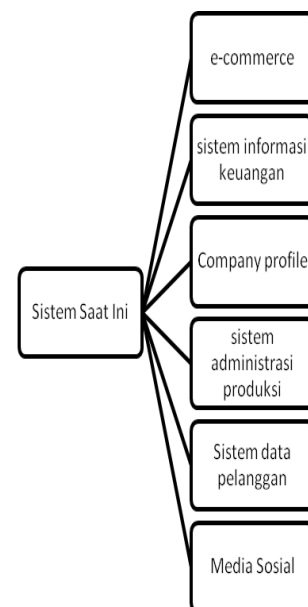 Sistem Saat Ini
e-commerce
sistem informasi
keuangan
Company profile
sistem
administrasi
produksi
Sistem data
pelanggan
Media Sosial